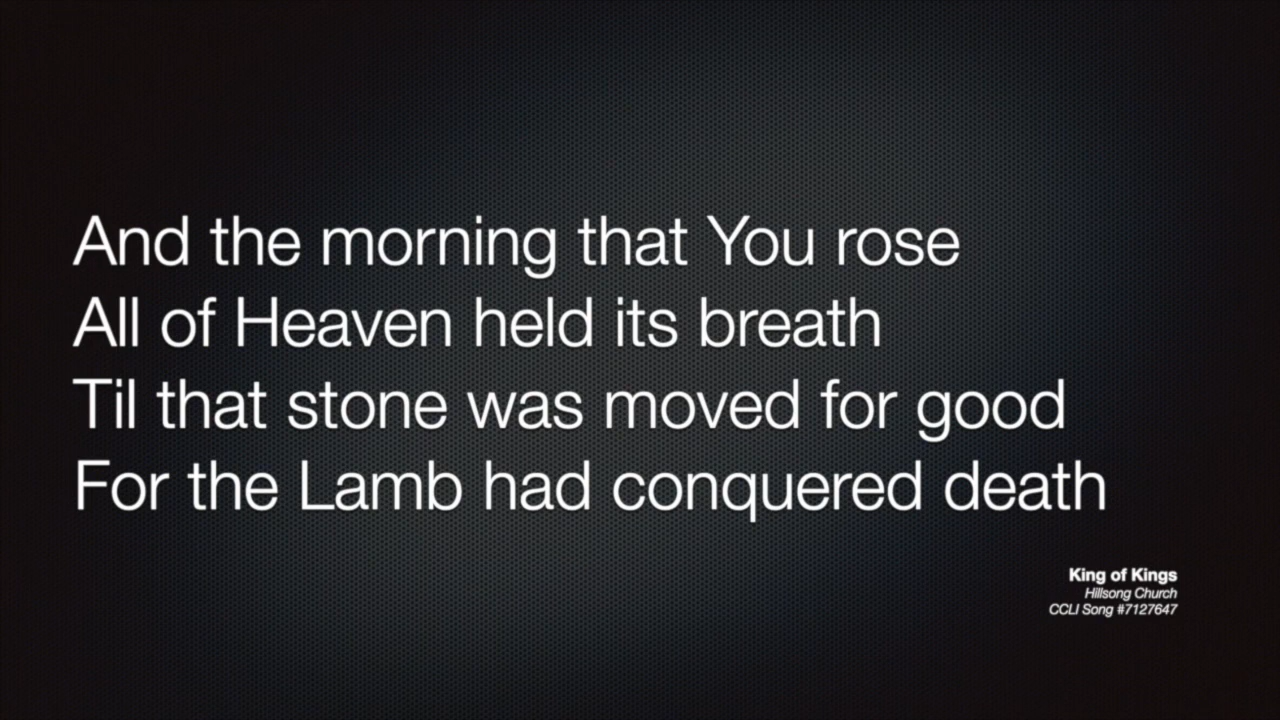 And the morning that You rose
All of Heaven held its breath
Til that stone was moved for good
For the Lamb had conquered death
King of Kings
Hillsong Church
CCLI Song #7127647